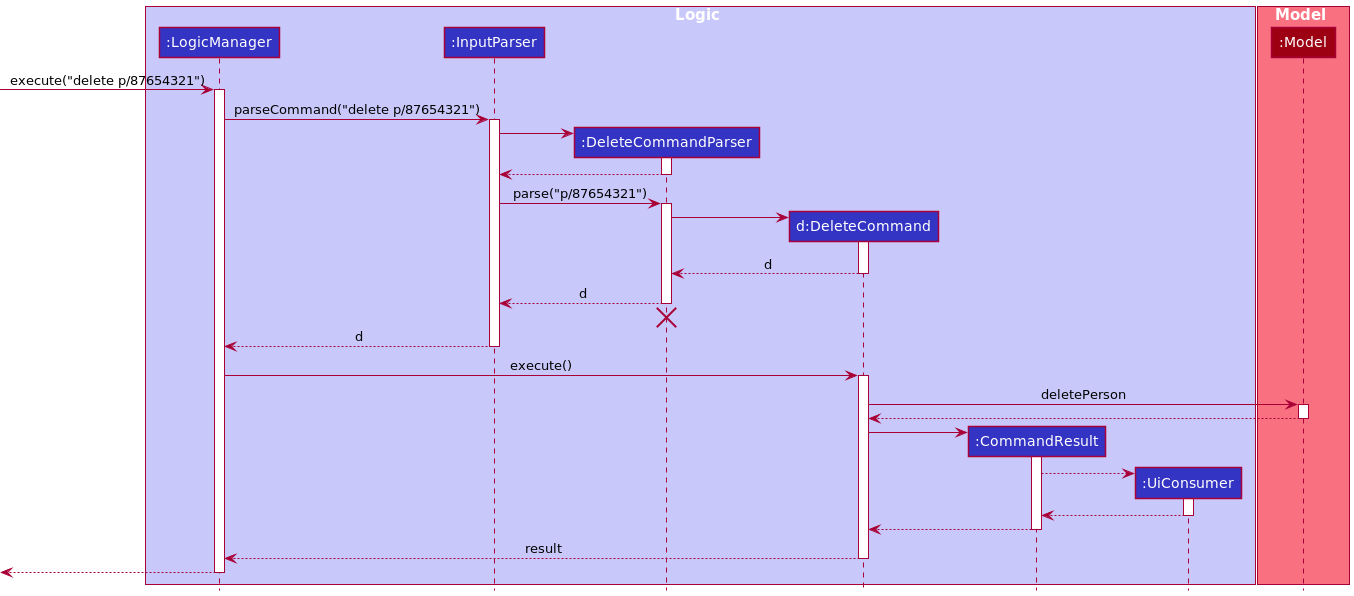 Logic
Model
:LogicManager
:InputParser
:Model
execute("delete p/87654321")
parseCommand("delete p/87654321")
:DeleteCommandParser
parse("p/87654321")
d:DeleteCommand
d
d
d
execute()
deletePerson
:CommandResult
:UiConsumer
result